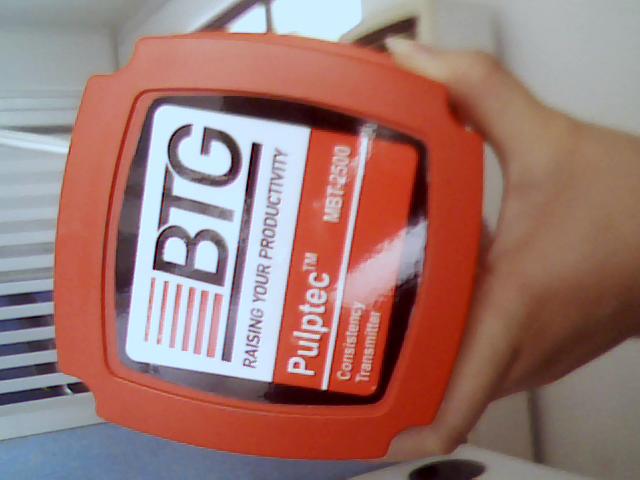 BTG
RAISING YOUR PRODUCTIVITY
Pulptec™ MBT-2500
Consistency
Transmitter